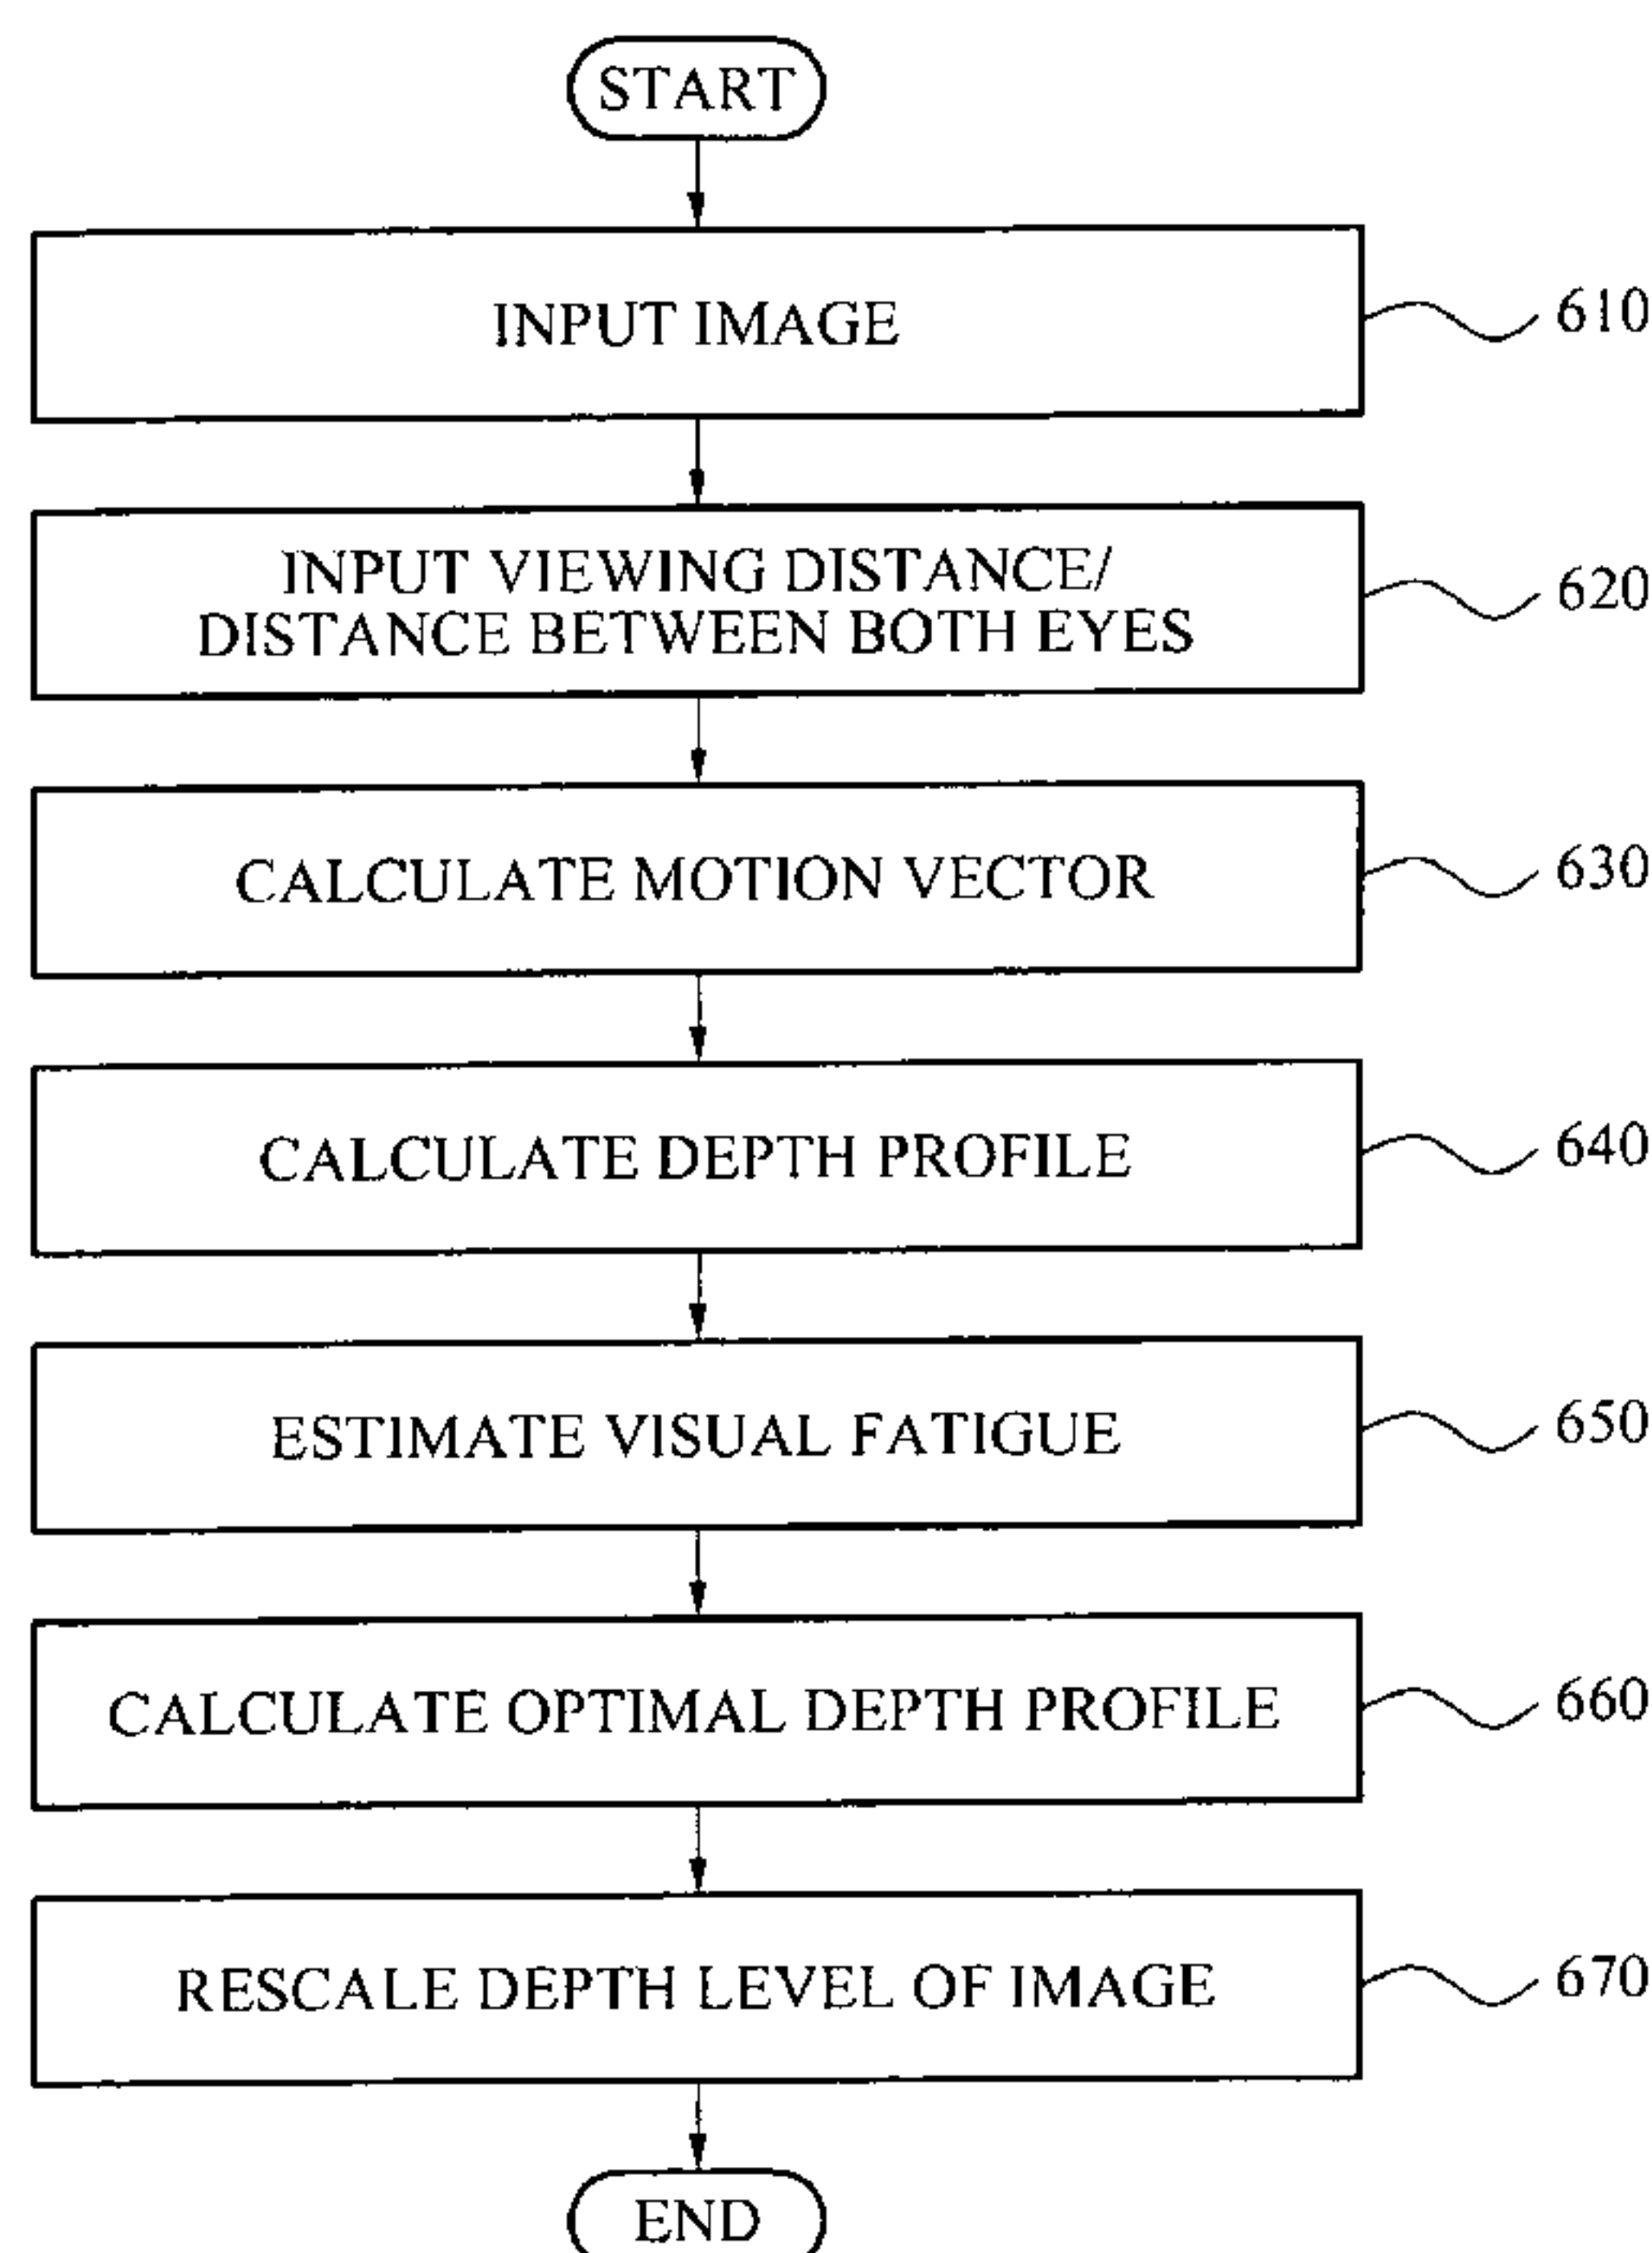 START
INPUT IMAGE
610
INPUT VIEWING DISTANCE/
DISTANCE BETWEEN BOTH EYES
620
CALCULATE MOTION VECTOR
630
CALCULATE DEPTH PROFILE
640
ESTIMATE VISUAL FATIGUE
650
CALCULATE OPTIMAL DEPTH PROFILE
660
RESCALE DEPTH LEVEL OF IMAGE
670
END